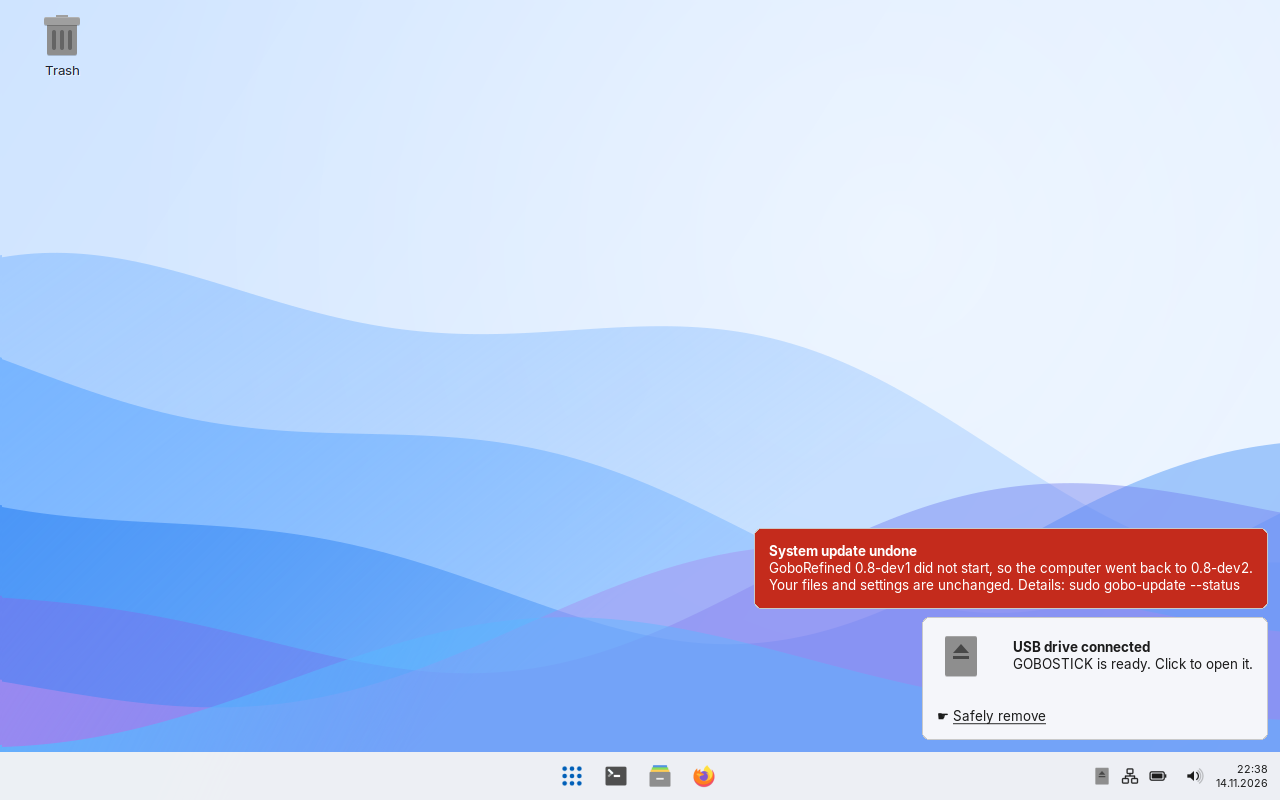 Trash
System update undone
GoboRefined 0.8-dev1 did not start, so the computer went back to 0.8-dev2.
Your files and settings are unchanged. Details: sudo gobo-update --status
USB drive connected
GOBOSTICK is ready. Click to open it.
☛ Safely remove
22:38
14.11.2026